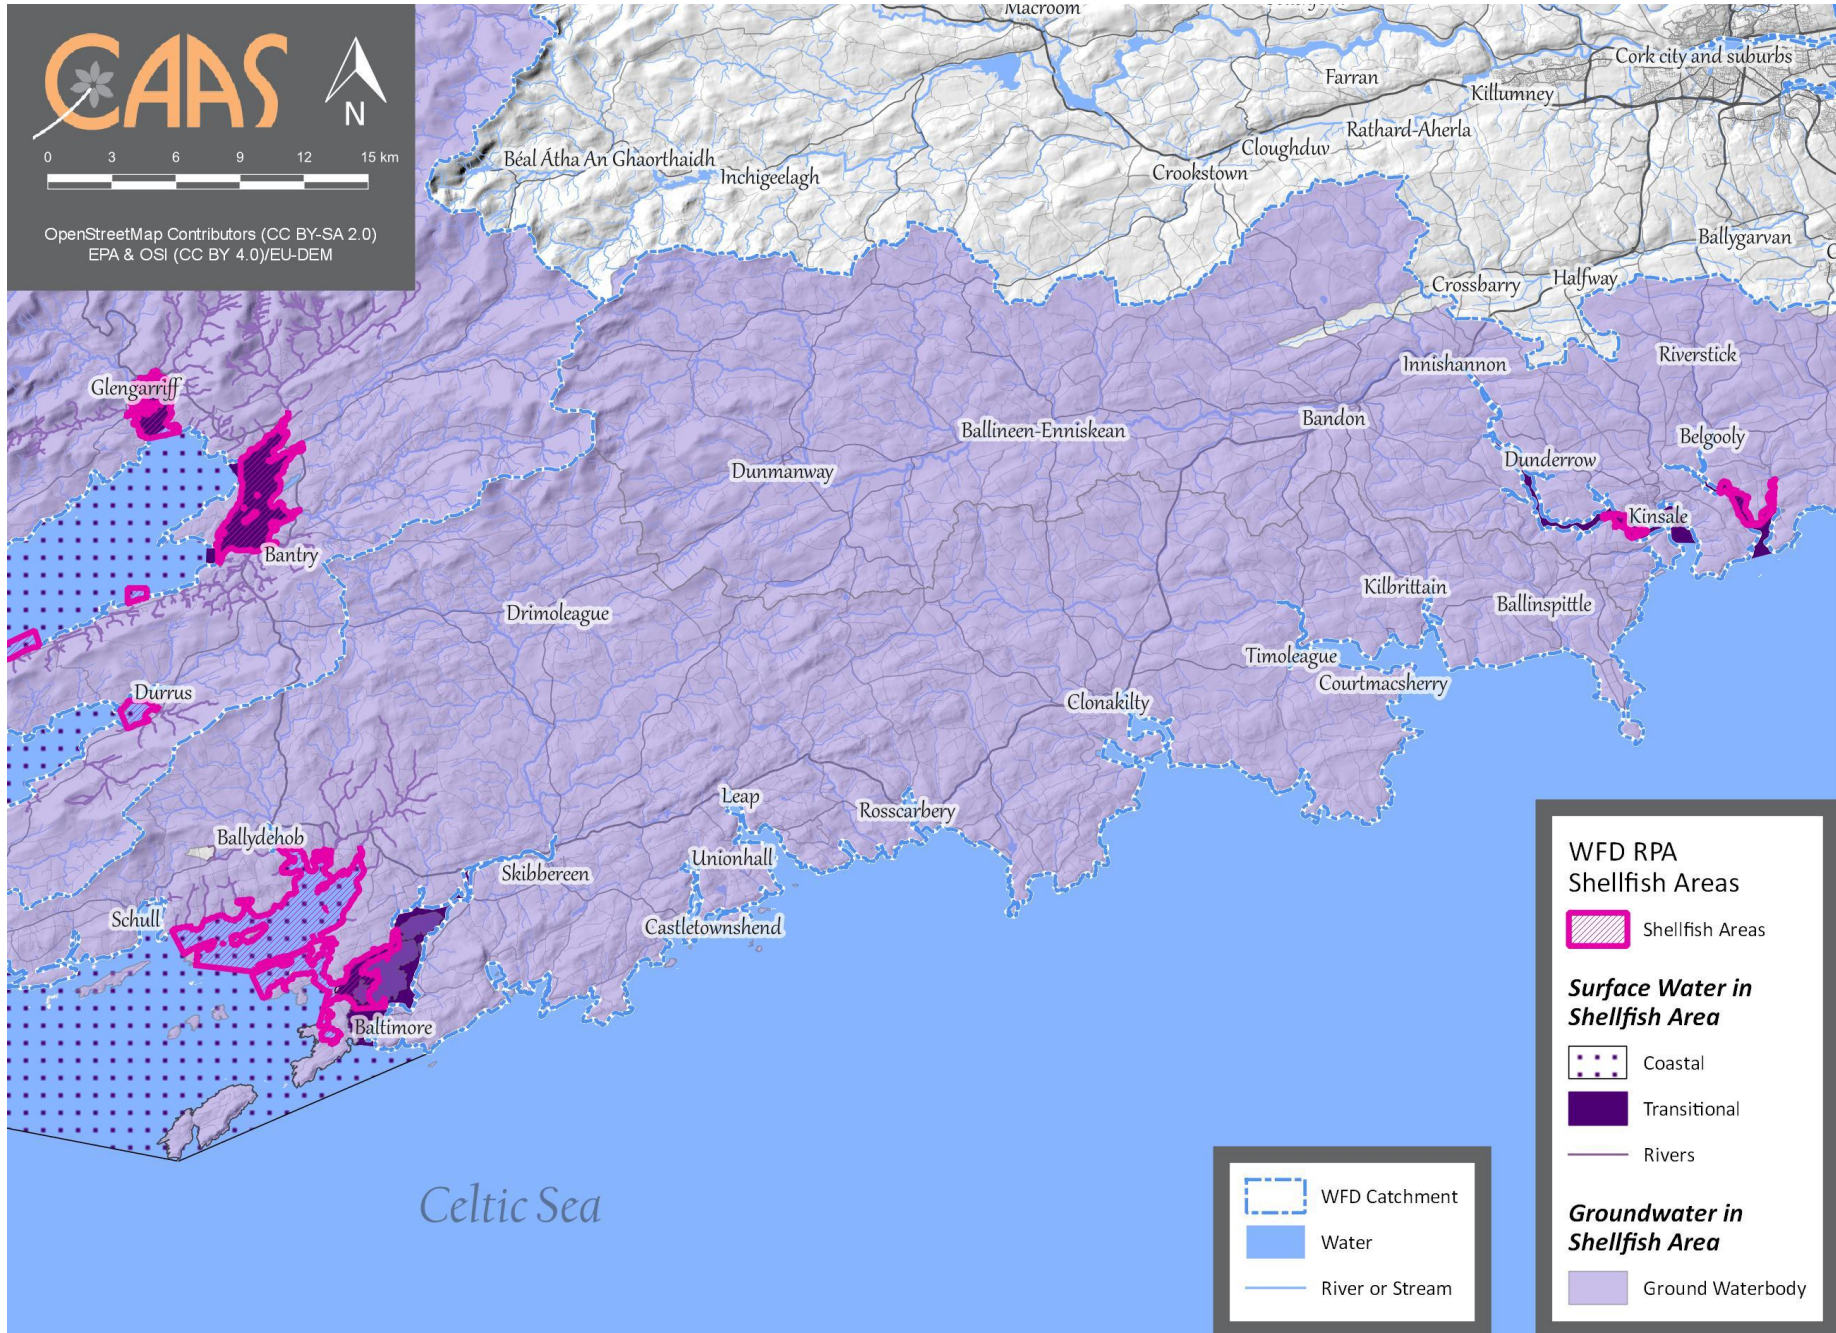 CAAS
N
0 3 6 9 12 15 km
OpenStreetMap Contributors (CC BY-SA 2.0)
EPA & OSI (CC BY 4.0)/EU-DEM
Macroom
Cork city and suburbs
Farran
Killumney
Rathard-Aherla
Cloughduv
Béal Átha An Ghaorthaidh
Inchigeelagh
Crookstown
Ballygarvan
Crossbarry
Halfway
Riverstick
Innishannon
Glengarriff
Bandon
Ballineen-Enniskean
Belgooly
Dunmanway
Dunderrow
Kinsale
Bantry
Kilbrittain
Ballinspittle
Drimoleague
Timoleague
Courtmacsherry
Durrus
Clonakilty
Leap
Rosscarbery
Ballydehob
Unionhall
Skibbereen
Schull
Castletownshend
Baltimore
Celtic Sea
WFD Catchment
Water
River or Stream
WFD RPA
Shellfish Areas
Shellfish Areas
Surface Water in
Shellfish Area
Coastal
Transitional
Rivers
Groundwater in
Shellfish Area
Ground Waterbody